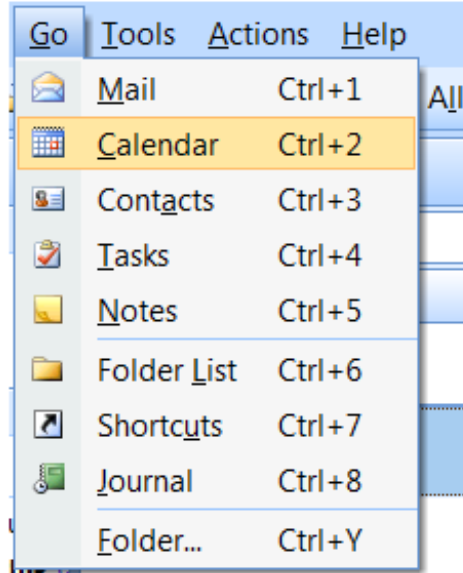 Go Tools Actions Help
Mail Ctrl+1
All
Calendar Ctrl+2
Contacts Ctrl+3
Tasks Ctrl+4
Notes Ctrl+5
Folder List Ctrl+6
Shortcuts Ctrl+7
Journal Ctrl+8
Folder... Ctrl+Y